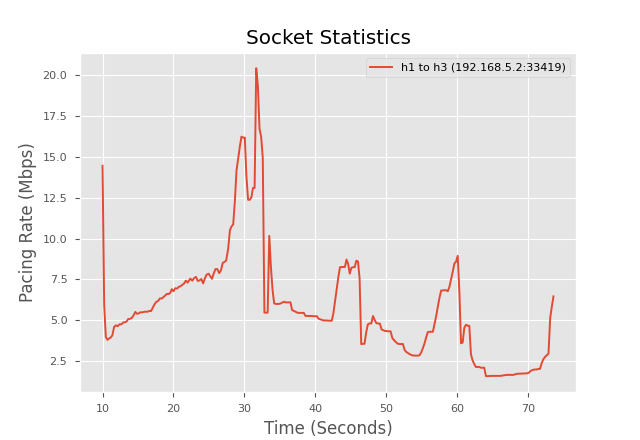 Socket Statistics
h1 to h3 (192.168.5.2:33419)
Pacing Rate (Mbps)
20.0
17.5
15.0
12.5
10.0
7.5
5.0
2.5
10 20 30 40 50 60 70
Time (Seconds)